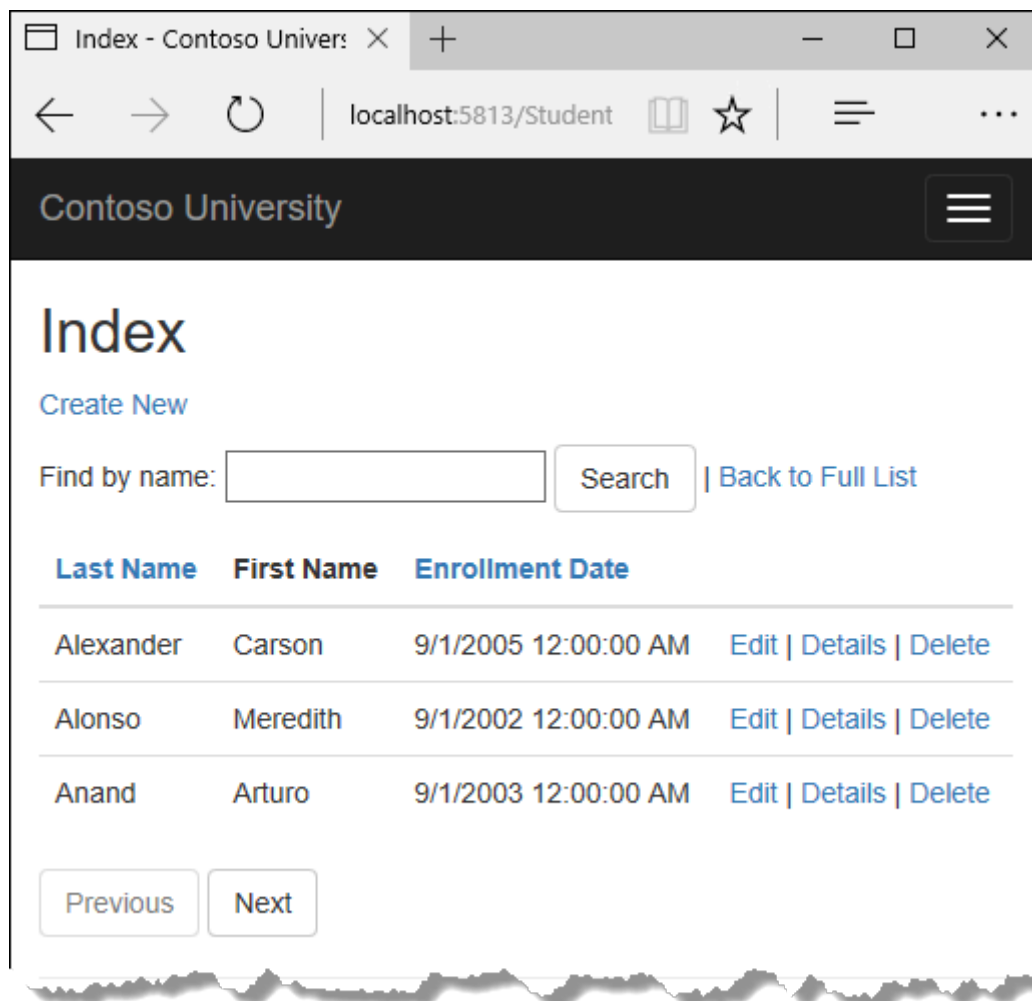 Index - Contoso Univers
localhost:5813/Student
Contoso University
Index
Create New
Find by name: Search | Back to Full List
Last Name First Name Enrollment Date
Alexander Carson 9/1/2005 12:00:00 AM Edit | Details | Delete
Alonso Meredith 9/1/2002 12:00:00 AM Edit | Details | Delete
Anand Arturo 9/1/2003 12:00:00 AM Edit | Details | Delete
Previous Next